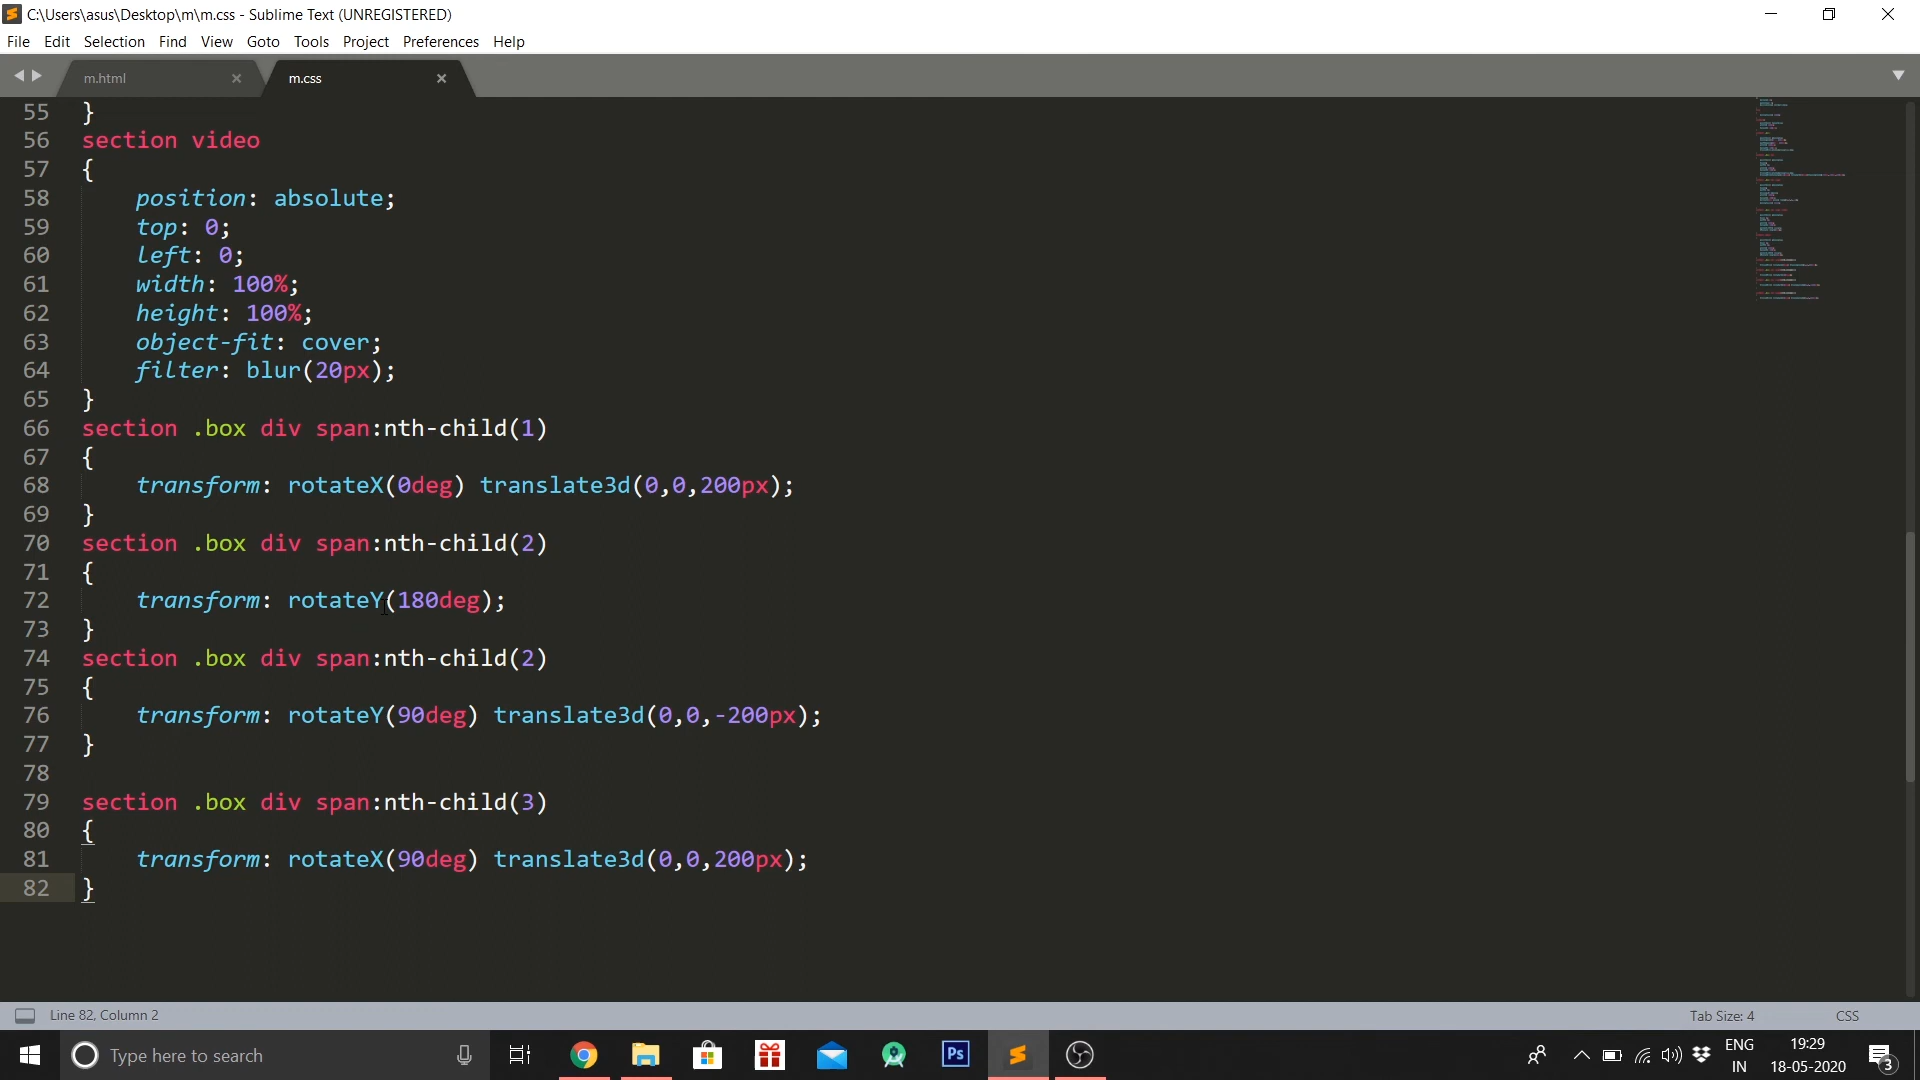 C:\Users\asus\Desktop\m\m.css - Sublime Text (UNREGISTERED)
File Edit Selection Find View Goto Tools Project Preferences Help
m.html m.css
55 }
56 section video
57 {
58 position: absolute;
59 top: 0;
60 left: 0;
61 width: 100%;
62 height: 100%;
63 object-fit: cover;
64 filter: blur(20px);
65 }
66 section .box div span:nth-child(1)
67 {
68 transform: rotateX(0deg) translate3d(0,0,200px);
69 }
70 section .box div span:nth-child(2)
71 {
72 transform: rotateY(180deg);
73 }
74 section .box div span:nth-child(2)
75 {
76 transform: rotateY(90deg) translate3d(0,0,-200px);
77 }
78
79 section .box div span:nth-child(3)
80 {
81 transform: rotateX(90deg) translate3d(0,0,200px);
82 }
Line 82, Column 2 Tab Size: 4 CSS
Type here to search Ps ENG 19:29
IN 18-05-2020 3